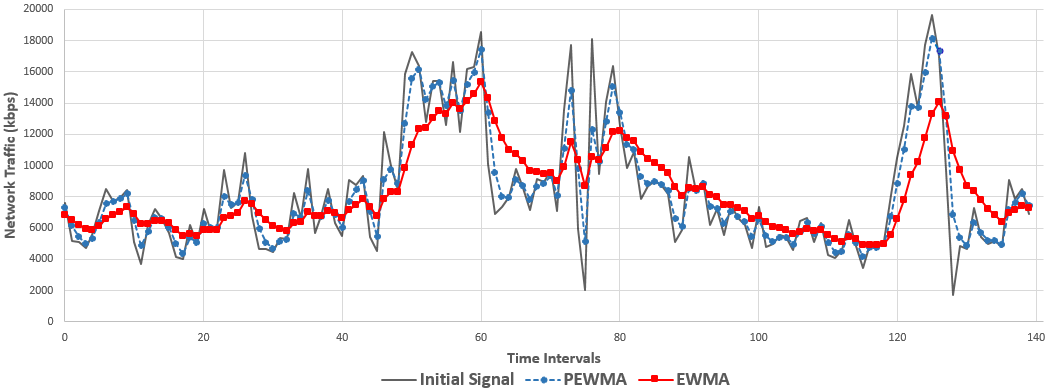 20000
18000
16000
14000
12000
10000
8000
6000
4000
2000
0
Network Traffic (kbps)
0 20 40 60 80 100 120 140
Time Intervals
Initial Signal PEWMA EWMA